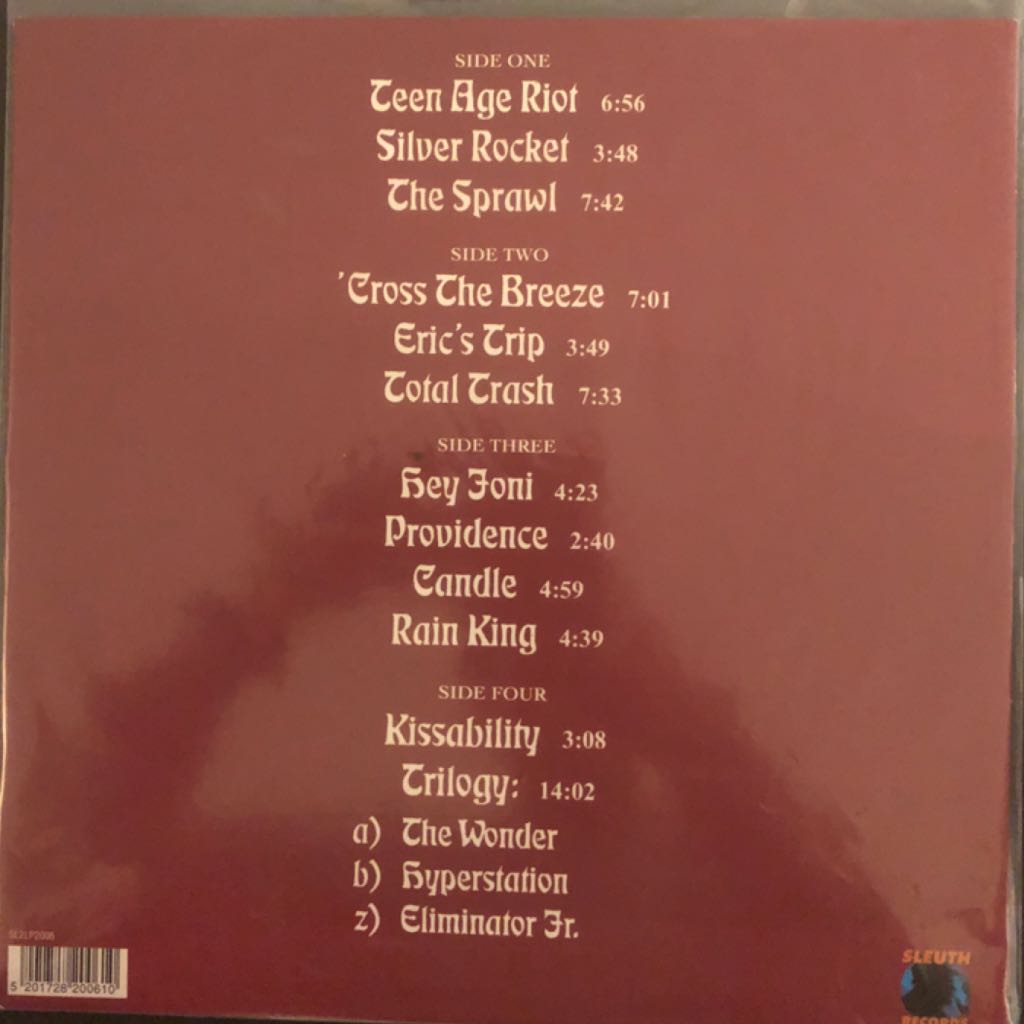 SIDE ONE
Teen Age Riot 6:56
Silver Rocket 3:48
The Sprawl 7:42
SIDE TWO
'Cross The Breeze 7:01
Eric's Trip 3:49
Total Trash 7:33
SIDE THREE
Hey Joni 4:23
Providence 2:40
Candle 4:59
Rain King 4:39
SIDE FOUR
Kissability 3:08
Trilogy: 14:02
a) The Wonder
b) Hyperstation
z) Eliminator Jr.
SL2LP2006
5 201728 200610
SLEUTH
RECORDS